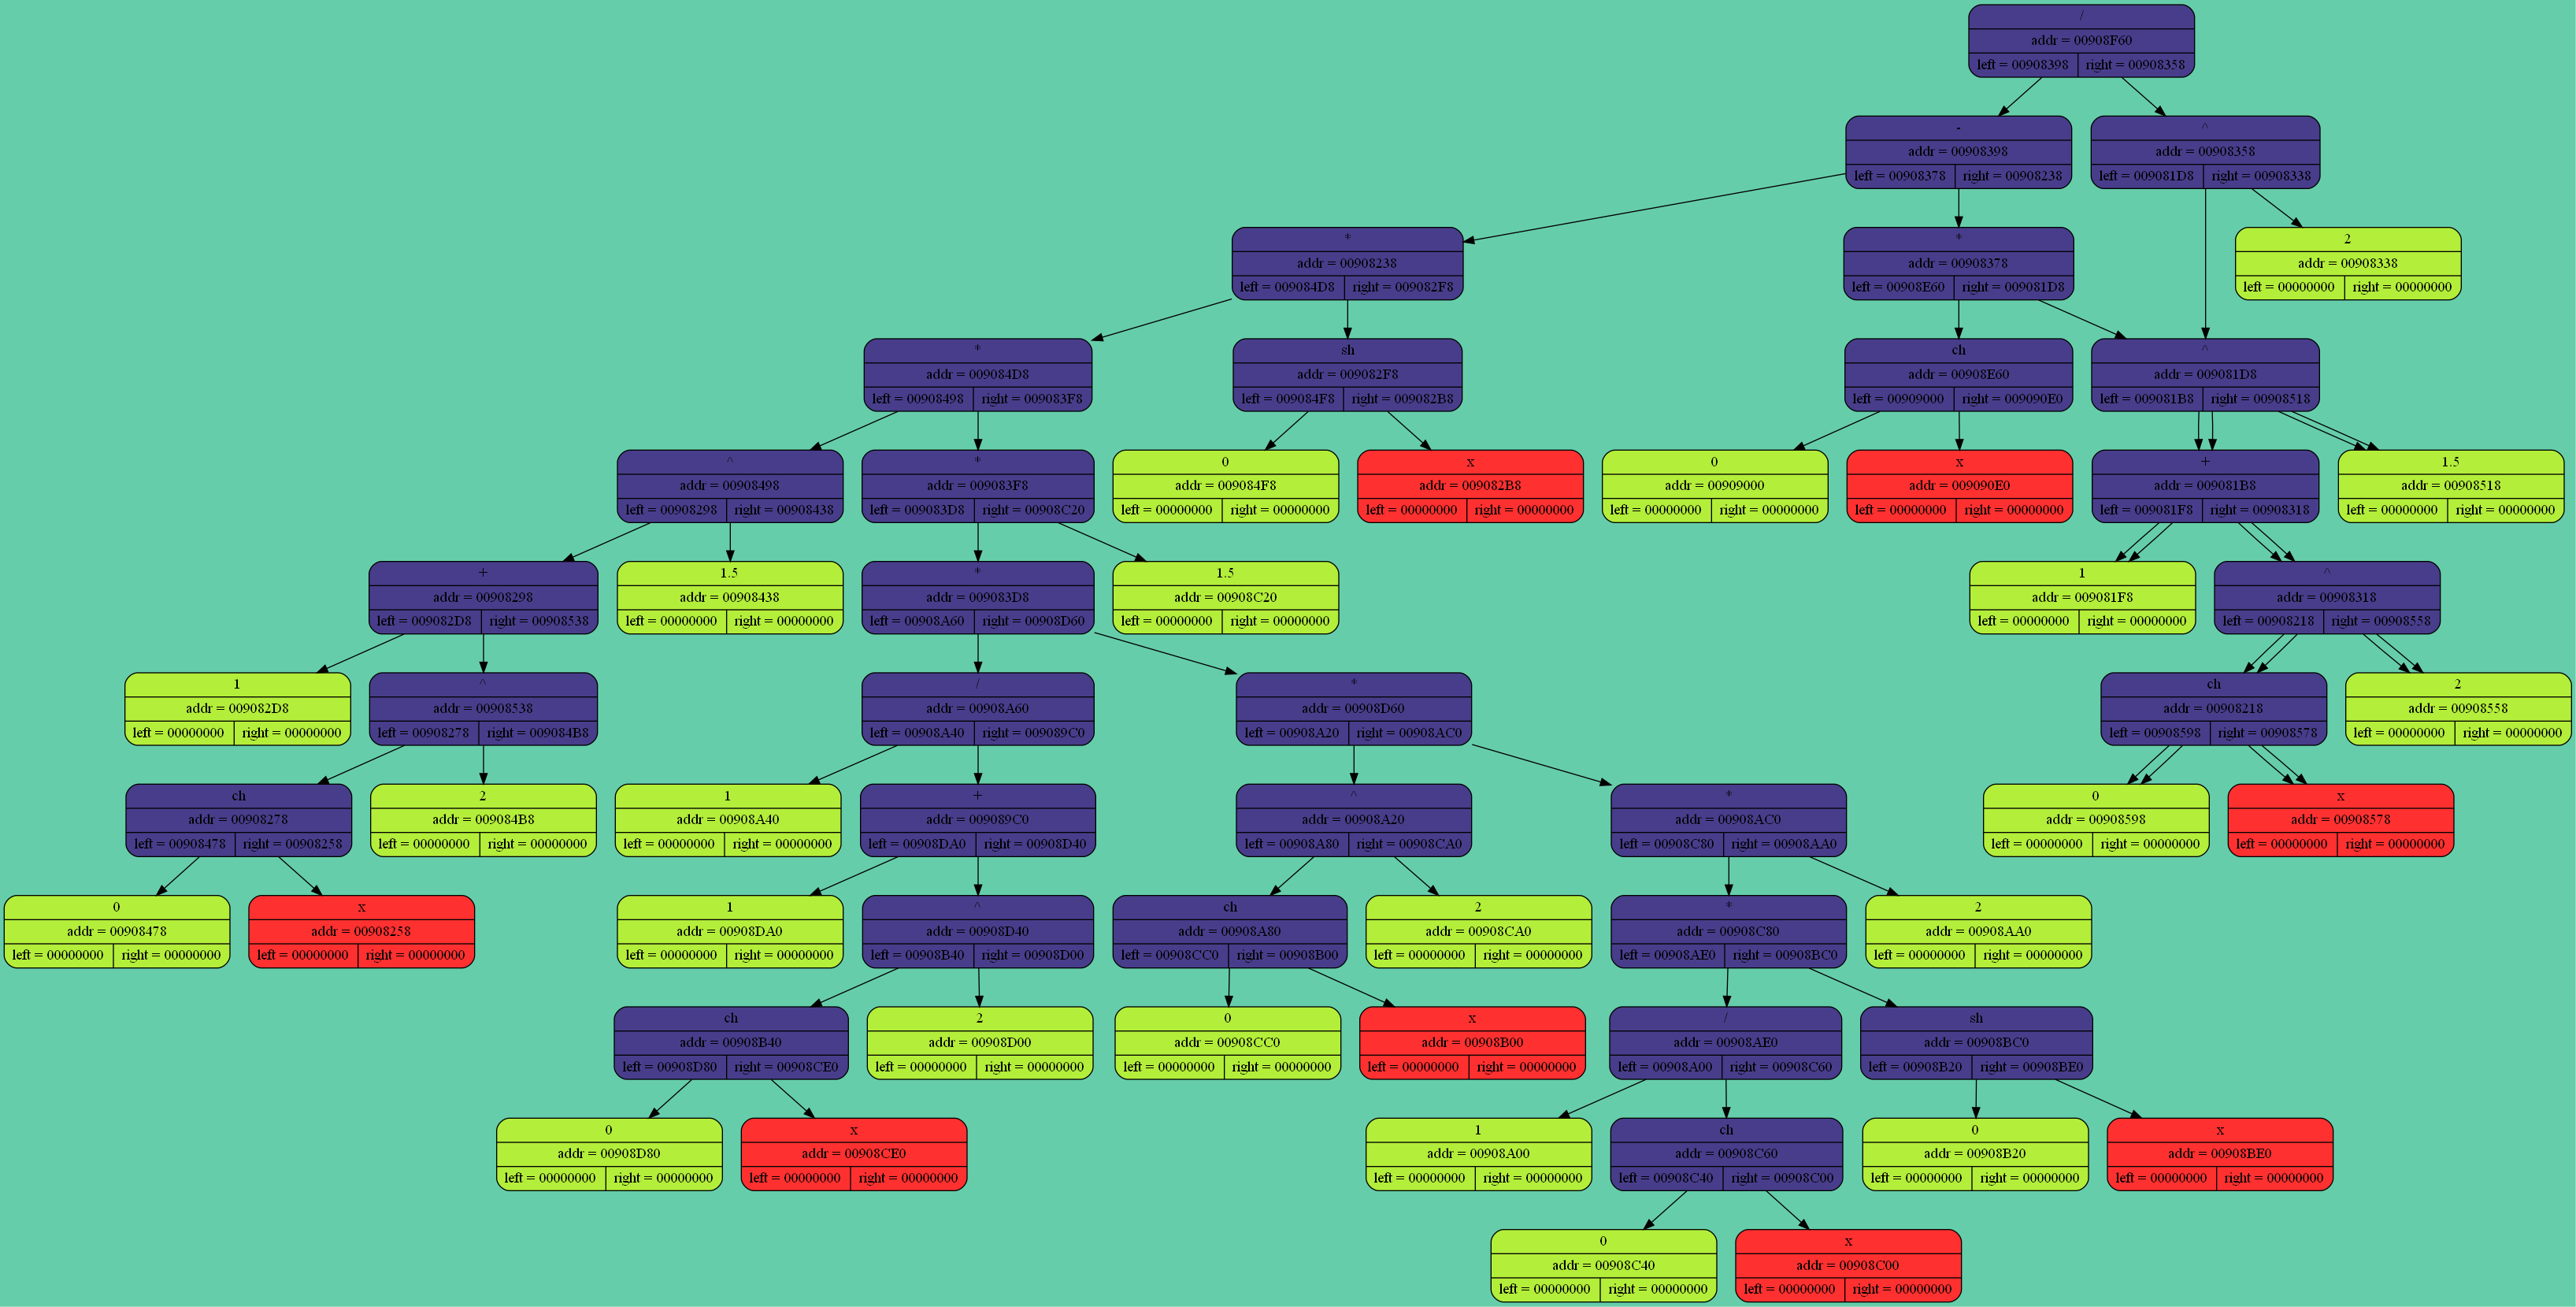 /
addr = 00908F60
left = 00908398 right = 00908358
-
addr = 00908398
left = 00908378 right = 00908238
^
addr = 00908358
left = 009081D8 right = 00908338
*
addr = 00908238
left = 009084D8 right = 009082F8
*
addr = 00908378
left = 00908E60 right = 009081D8
2
addr = 00908338
left = 00000000 right = 00000000
*
addr = 009084D8
left = 00908498 right = 009083F8
sh
addr = 009082F8
left = 009084F8 right = 009082B8
ch
addr = 00908E60
left = 00909000 right = 009090E0
^
addr = 009081D8
left = 009081B8 right = 00908518
^
addr = 00908498
left = 00908298 right = 00908438
*
addr = 009083F8
left = 009083D8 right = 00908C20
0
addr = 009084F8
left = 00000000 right = 00000000
x
addr = 009082B8
left = 00000000 right = 00000000
0
addr = 00909000
left = 00000000 right = 00000000
x
addr = 009090E0
left = 00000000 right = 00000000
+
addr = 009081B8
left = 009081F8 right = 00908318
1.5
addr = 00908518
left = 00000000 right = 00000000
+
addr = 00908298
left = 009082D8 right = 00908538
1.5
addr = 00908438
left = 00000000 right = 00000000
*
addr = 009083D8
left = 00908A60 right = 00908D60
1.5
addr = 00908C20
left = 00000000 right = 00000000
1
addr = 009081F8
left = 00000000 right = 00000000
^
addr = 00908318
left = 00908218 right = 00908558
1
addr = 009082D8
left = 00000000 right = 00000000
^
addr = 00908538
left = 00908278 right = 009084B8
/
addr = 00908A60
left = 00908A40 right = 009089C0
*
addr = 00908D60
left = 00908A20 right = 00908AC0
ch
addr = 00908218
left = 00908598 right = 00908578
2
addr = 00908558
left = 00000000 right = 00000000
ch
addr = 00908278
left = 00908478 right = 00908258
2
addr = 009084B8
left = 00000000 right = 00000000
1
addr = 00908A40
left = 00000000 right = 00000000
+
addr = 009089C0
left = 00908DA0 right = 00908D40
^
addr = 00908A20
left = 00908A80 right = 00908CA0
*
addr = 00908AC0
left = 00908C80 right = 00908AA0
0
addr = 00908598
left = 00000000 right = 00000000
x
addr = 00908578
left = 00000000 right = 00000000
0
addr = 00908478
left = 00000000 right = 00000000
x
addr = 00908258
left = 00000000 right = 00000000
1
addr = 00908DA0
left = 00000000 right = 00000000
^
addr = 00908D40
left = 00908B40 right = 00908D00
ch
addr = 00908A80
left = 00908CC0 right = 00908B00
2
addr = 00908CA0
left = 00000000 right = 00000000
*
addr = 00908C80
left = 00908AE0 right = 00908BC0
2
addr = 00908AA0
left = 00000000 right = 00000000
ch
addr = 00908B40
left = 00908D80 right = 00908CE0
2
addr = 00908D00
left = 00000000 right = 00000000
0
addr = 00908CC0
left = 00000000 right = 00000000
x
addr = 00908B00
left = 00000000 right = 00000000
/
addr = 00908AE0
left = 00908A00 right = 00908C60
sh
addr = 00908BC0
left = 00908B20 right = 00908BE0
0
addr = 00908D80
left = 00000000 right = 00000000
x
addr = 00908CE0
left = 00000000 right = 00000000
1
addr = 00908A00
left = 00000000 right = 00000000
ch
addr = 00908C60
left = 00908C40 right = 00908C00
0
addr = 00908B20
left = 00000000 right = 00000000
x
addr = 00908BE0
left = 00000000 right = 00000000
0
addr = 00908C40
left = 00000000 right = 00000000
x
addr = 00908C00
left = 00000000 right = 00000000